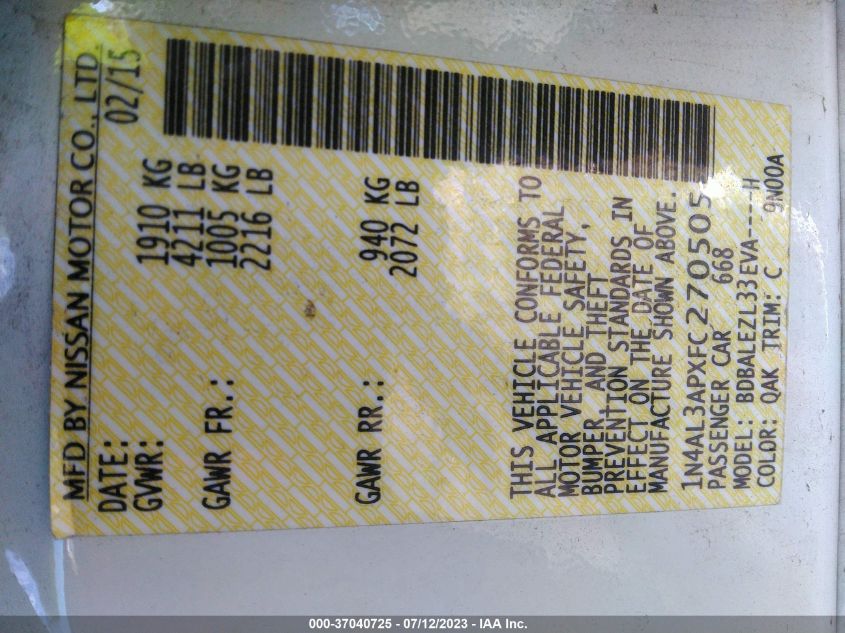 MFD BY NISSAN MOTOR CO., LTD.
DATE: 02/15
GVWR: 1910 KG
4211 LB
GAWR FR.: 1005 KG
2216 LB
GAWR RR.: 940 KG
2072 LB
THIS VEHICLE CONFORMS TO
ALL APPLICABLE FEDERAL
MOTOR VEHICLE SAFETY,
BUMPER, AND THEFT
PREVENTION STANDARDS IN
EFFECT ON THE DATE OF
MANUFACTURE SHOWN ABOVE.
1N4AL3APXFC270505
PASSENGER CAR 668
MODEL: BDBALEZL33EVA----H
COLOR: QAK TRIM: C 9N00A
000-37040725 - 07/12/2023 - IAA Inc.